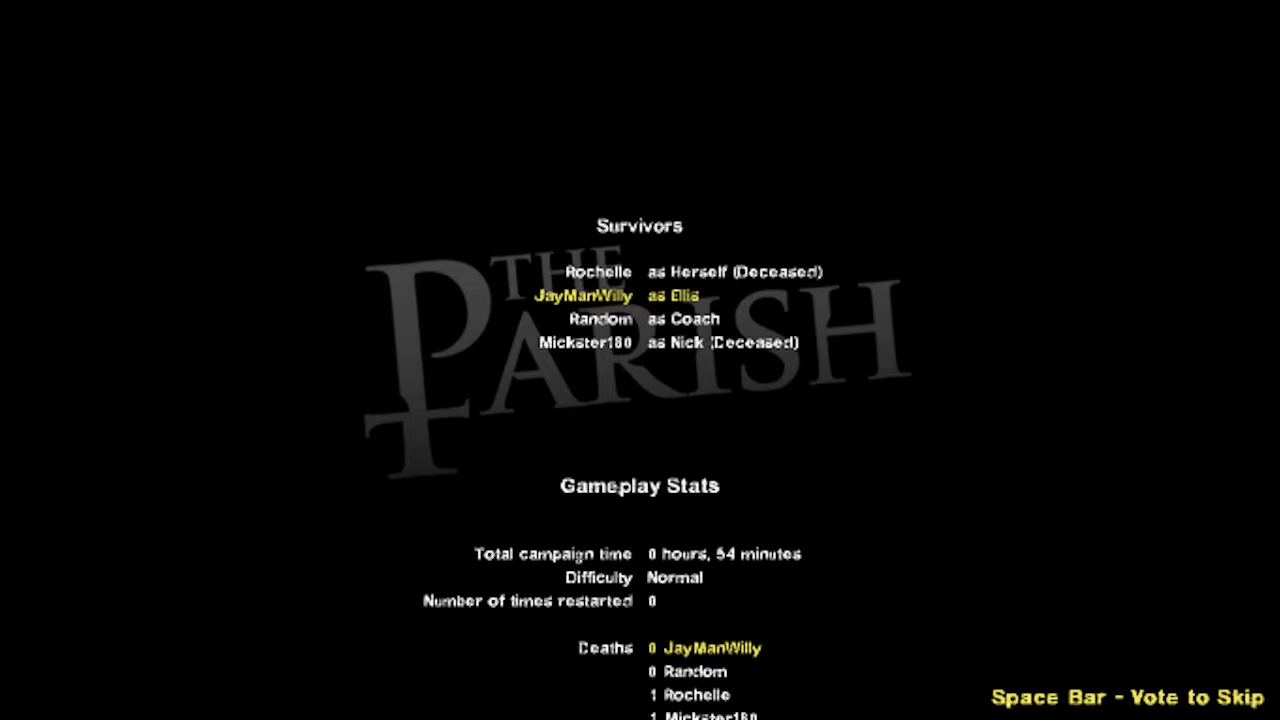 Survivors
THE PARISH
Rochelle as Herself (Deceased)
JayManWilly as Ellis
Random as Coach
Mickster180 as Nick (Deceased)
Gameplay Stats
Total campaign time 0 hours, 54 minutes
Difficulty Normal
Number of times restarted 0
Deaths 0 JayManWilly
0 Random
1 Rochelle
1 Mickster180
Space Bar - Vote to Skip